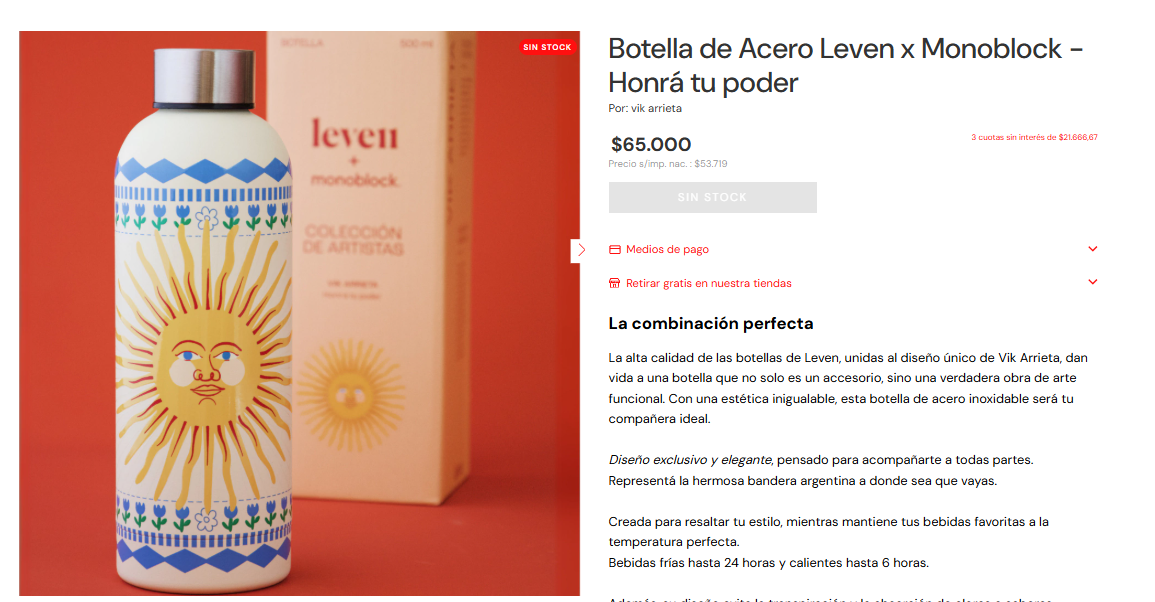 SIN STOCK
BOTELLA 500 ml
leven
+
monoblock.
COLECCIÓN
DE ARTISTAS
VIK ARRIETA
Botella de Acero Leven x Monoblock -
Honrá tu poder
Por: vik arrieta
$65.000
3 cuotas sin interés de $21.666,67
Precio s/imp. nac. : $53.719
SIN STOCK
Medios de pago
Retirar gratis en nuestra tiendas
La combinación perfecta
La alta calidad de las botellas de Leven, unidas al diseño único de Vik Arrieta, dan
vida a una botella que no solo es un accesorio, sino una verdadera obra de arte
funcional. Con una estética inigualable, esta botella de acero inoxidable será tu
compañera ideal.
Diseño exclusivo y elegante, pensado para acompañarte a todas partes.
Representá la hermosa bandera argentina a donde sea que vayas.
Creada para resaltar tu estilo, mientras mantiene tus bebidas favoritas a la
temperatura perfecta.
Bebidas frías hasta 24 horas y calientes hasta 6 horas.